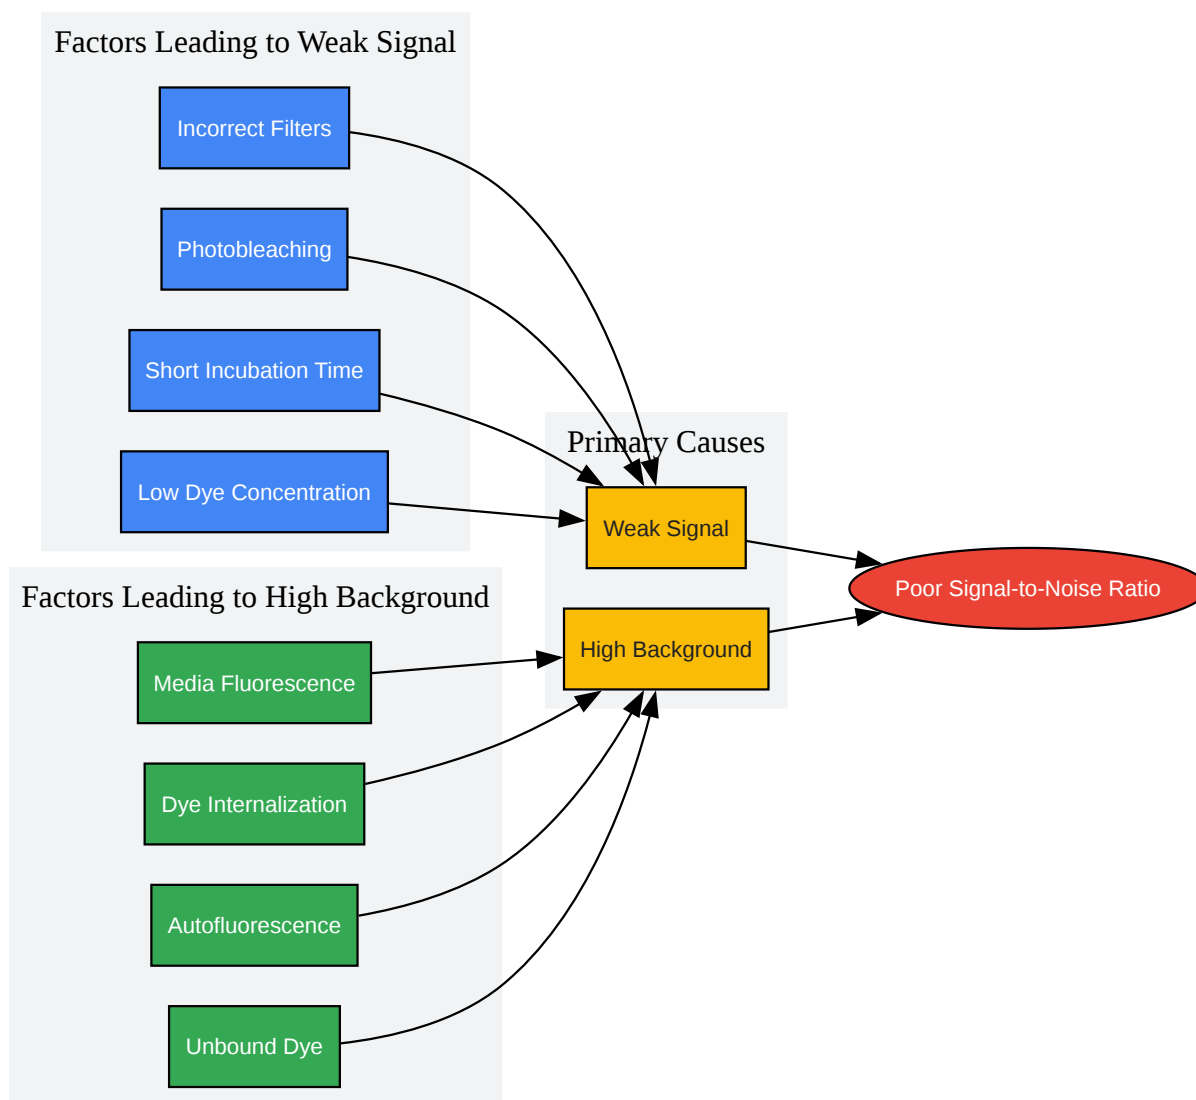 Factors Leading to Weak Signal
Incorrect Filters
Photobleaching
Short Incubation Time
Low Dye Concentration
Primary Causes
Weak Signal
High Background
Poor Signal-to-Noise Ratio
Factors Leading to High Background
Media Fluorescence
Dye Internalization
Autofluorescence
Unbound Dye